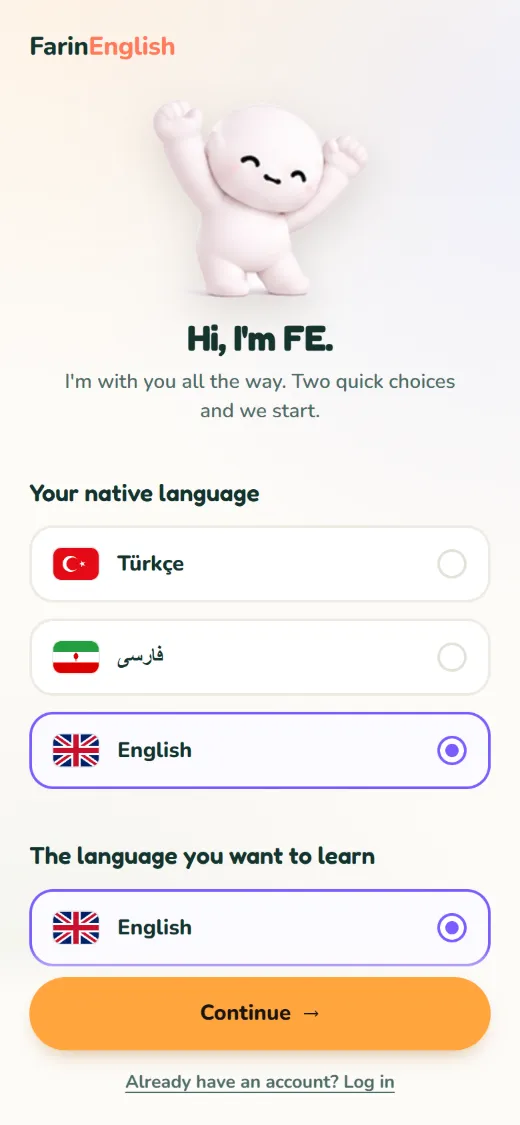 FarinEnglish
Hi, I'm FE.
I'm with you all the way. Two quick choices
and we start.
Your native language
Türkçe
فارسی
English
The language you want to learn
English
Continue →
Already have an account? Log in